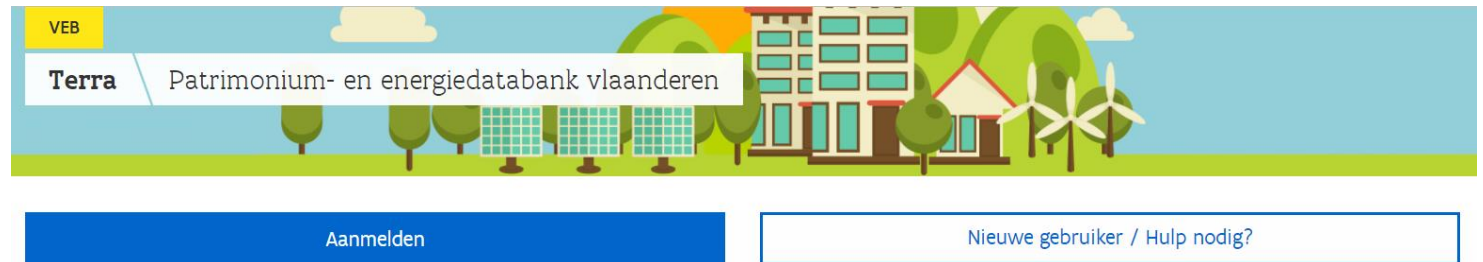 VEB
Terra Patrimonium- en energiedatabank vlaanderen
Aanmelden
Nieuwe gebruiker / Hulp nodig?